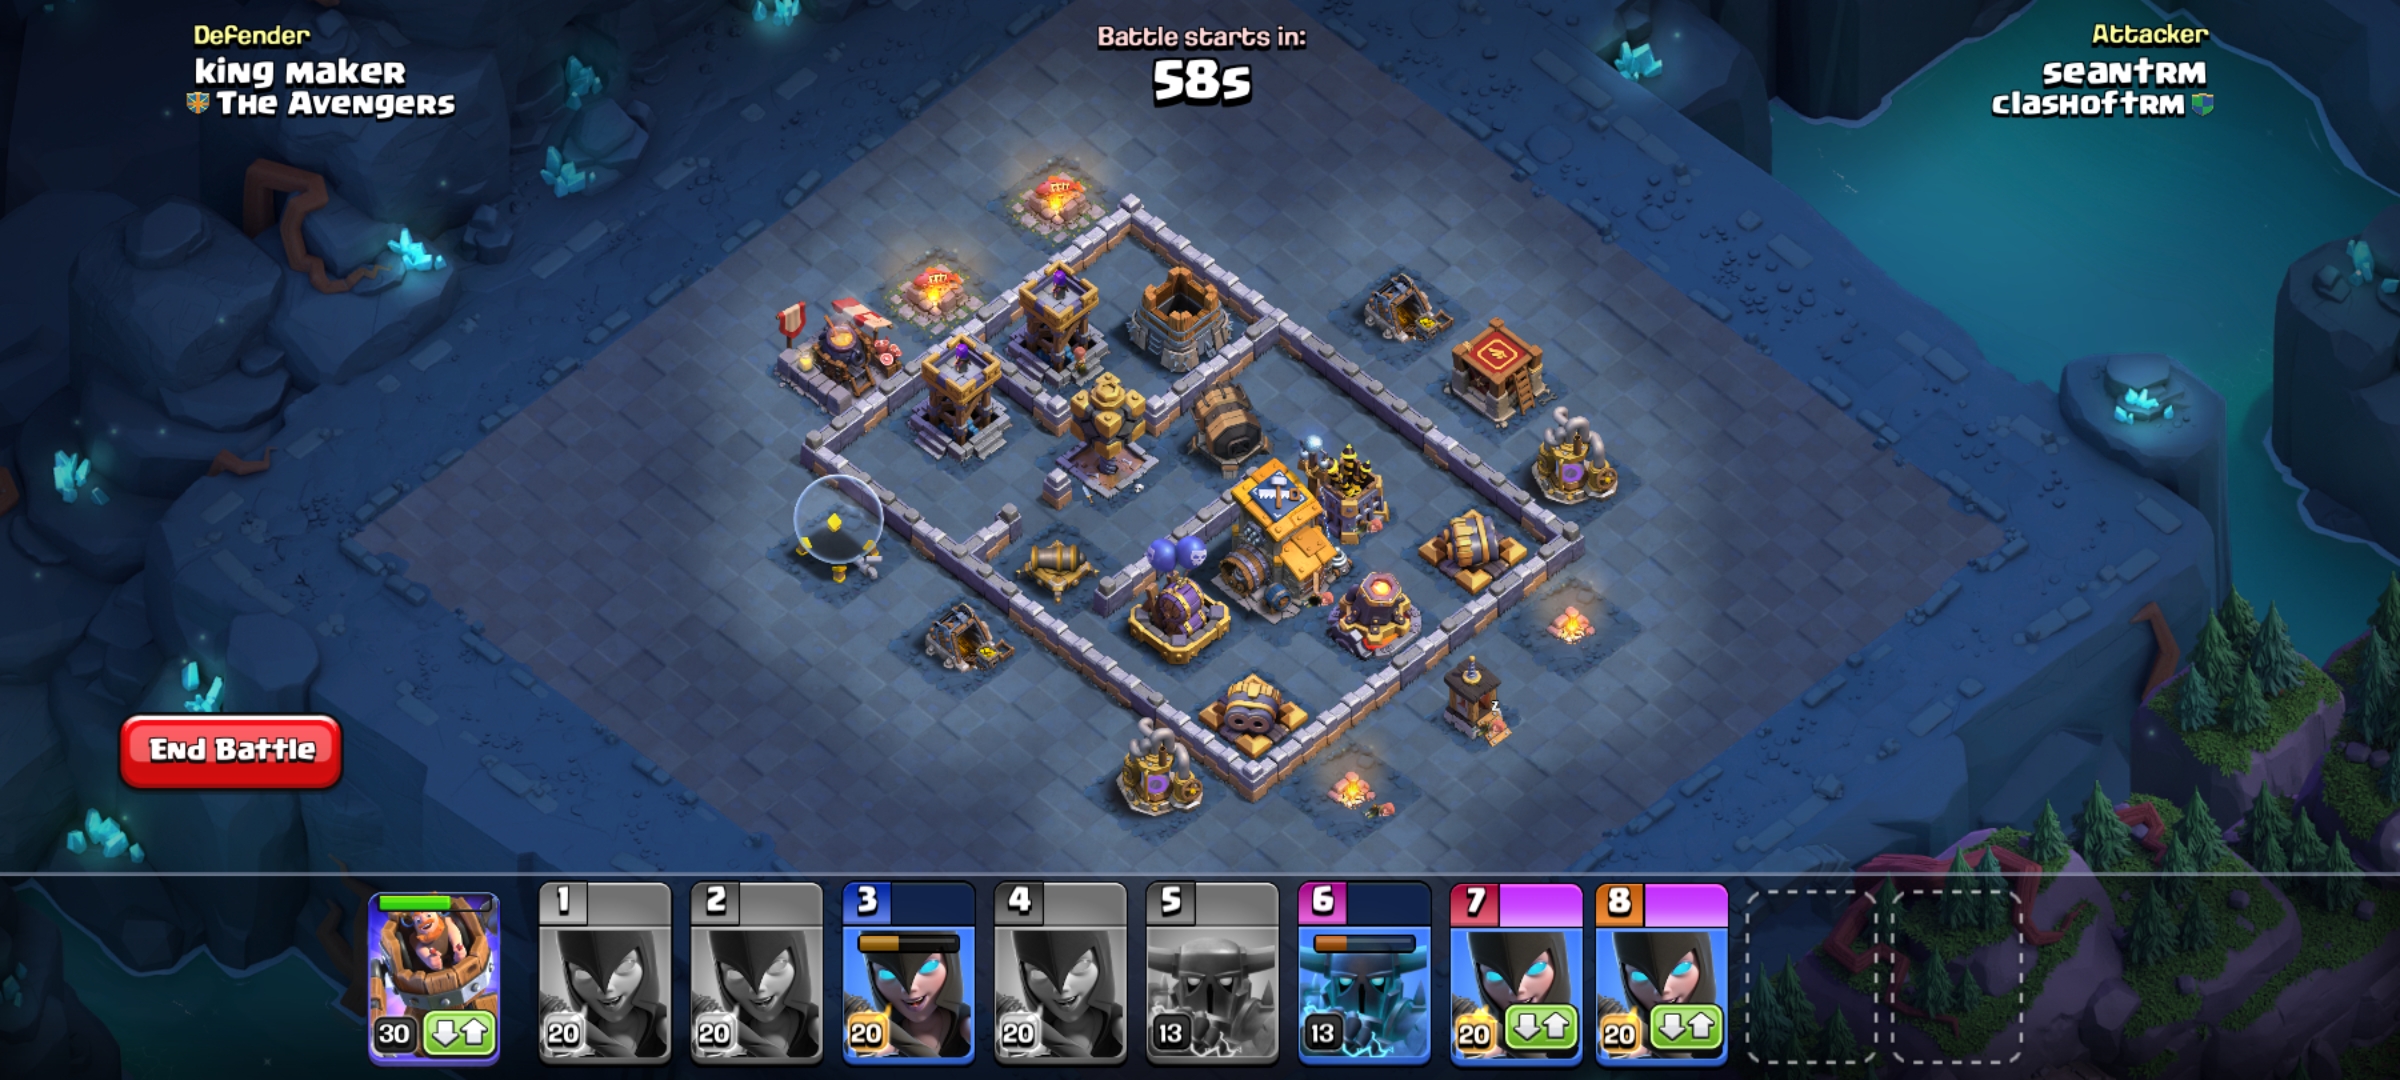 Defender
king maker
The Avengers
Battle starts in:
58s
Attacker
seantrm
clashoftrm
z
End Battle
1
2
3
4
5
6
7
8
30
20
20
20
20
13
13
20
20